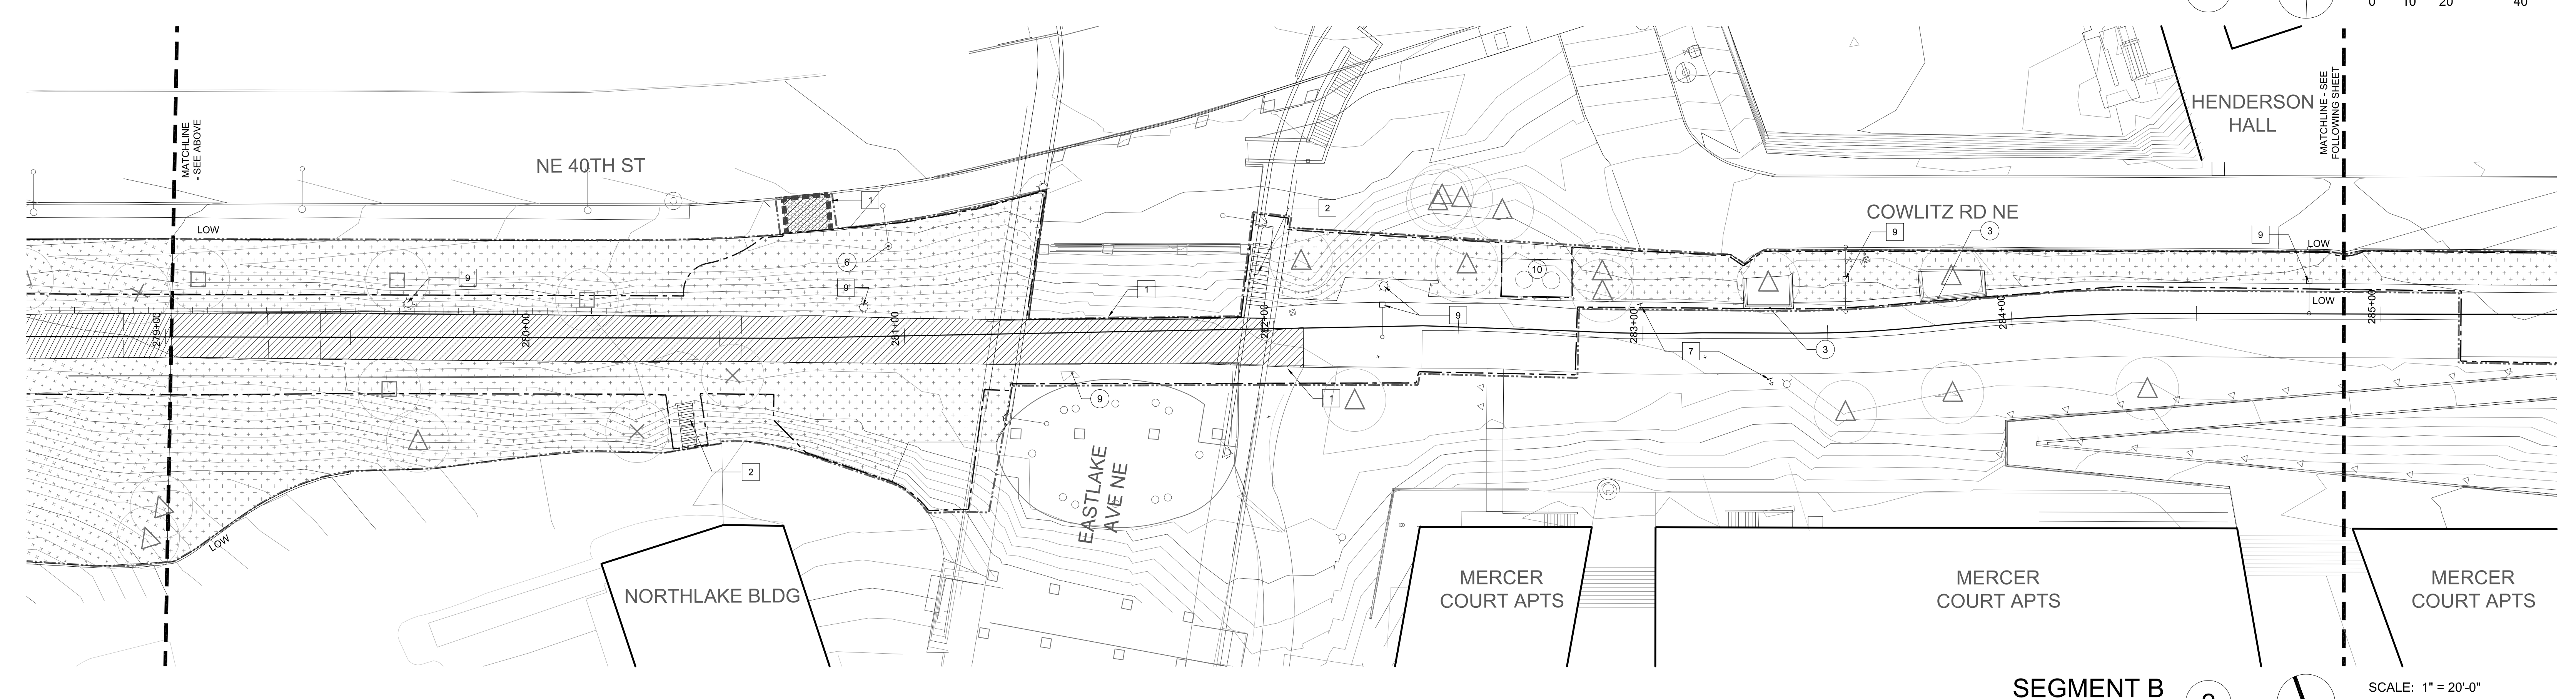 0 10 20 40
MATCHLINE
- SEE ABOVE
NE 40TH ST
HENDERSON
HALL
MATCHLINE - SEE
FOLLOWING SHEET
COWLITZ RD NE
LOW
1
2
9
3
9
LOW
6
9
9
1
10
9
LOW
279+00
280+00
281+00
282+00
283+00
284+00
285+00
7
3
9
1
2
EASTLAKE
AVE NE
LOW
NORTHLAKE BLDG
MERCER
COURT APTS
MERCER
COURT APTS
MERCER
COURT APTS
SEGMENT B
SCALE: 1" = 20'-0"